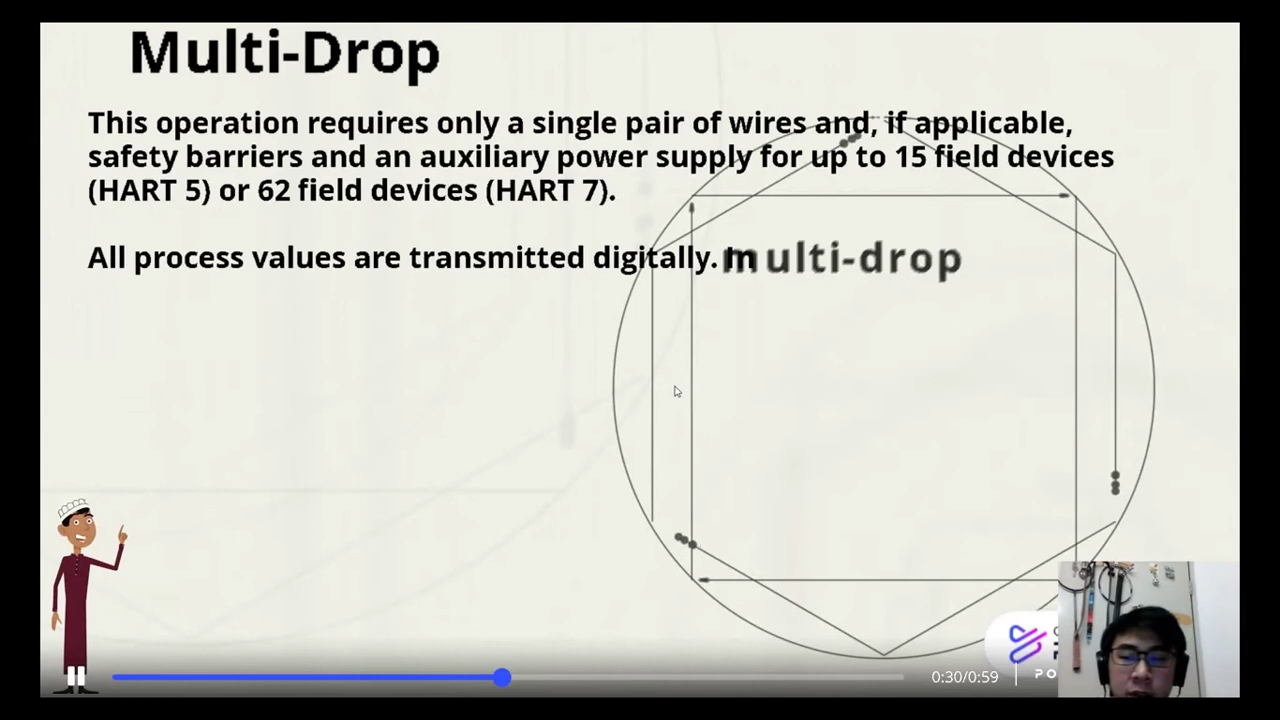 Multi-Drop
This operation requires only a single pair of wires and, if applicable,
safety barriers and an auxiliary power supply for up to 15 field devices
(HART 5) or 62 field devices (HART 7).
All process values are transmitted digitally. In multi-drop
0:30/0:59
PO